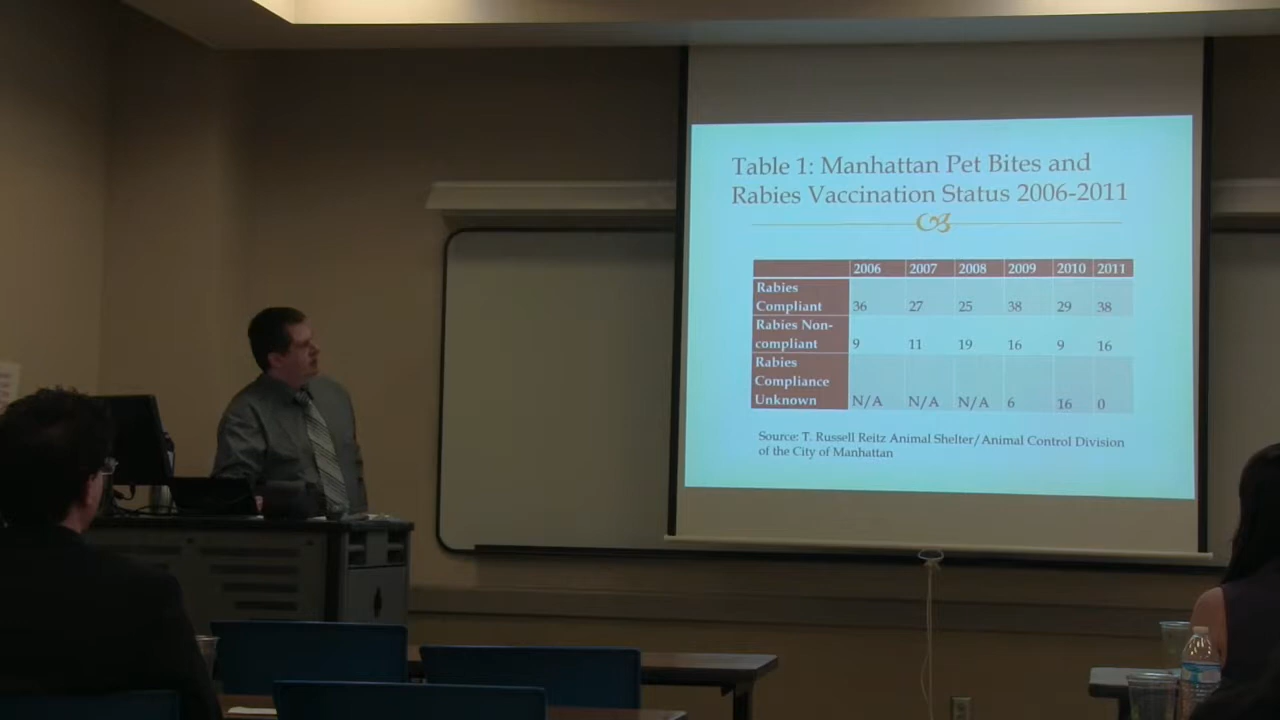 Table 1: Manhattan Pet Bites and
Rabies Vaccination Status 2006-2011
2006 2007 2008 2009 2010 2011
Rabies
Compliant 36 27 25 38 29 38
Rabies Non-
compliant 9 11 19 16 9 16
Rabies
Compliance
Unknown N/A N/A N/A 6 16 0
Source: T. Russell Reitz Animal Shelter/Animal Control Division
of the City of Manhattan